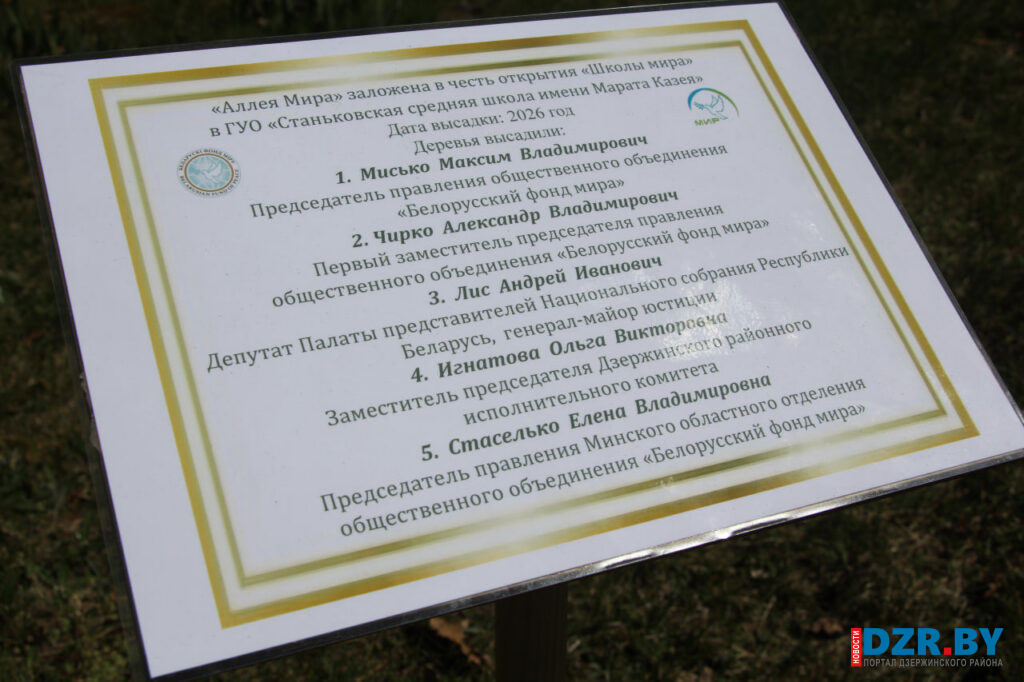 «Аллея Мира» заложена в честь открытия «Школы мира»
в ГУО «Станьковская средняя школа имени Марата Казея»
Дата высадки: 2026 год
Деревья высадили:
1. Мисько Максим Владимирович
Председатель правления общественного объединения
«Белорусский фонд мира»
2. Чирко Александр Владимирович
Первый заместитель председателя правления
общественного объединения «Белорусский фонд мира»
3. Лис Андрей Иванович
Депутат Палаты представителей Национального собрания Республики
Беларусь, генерал-майор юстиции
4. Игнатова Ольга Викторовна
Заместитель председателя Дзержинского районного
исполнительного комитета
5. Стаселько Елена Владимировна
Председатель правления Минского областного отделения
общественного объединения «Белорусский фонд мира»
МИР
НОВОСТИ
DZR.BY
ПОРТАЛ ДЗЕРЖИНСКОГО РАЙОНА